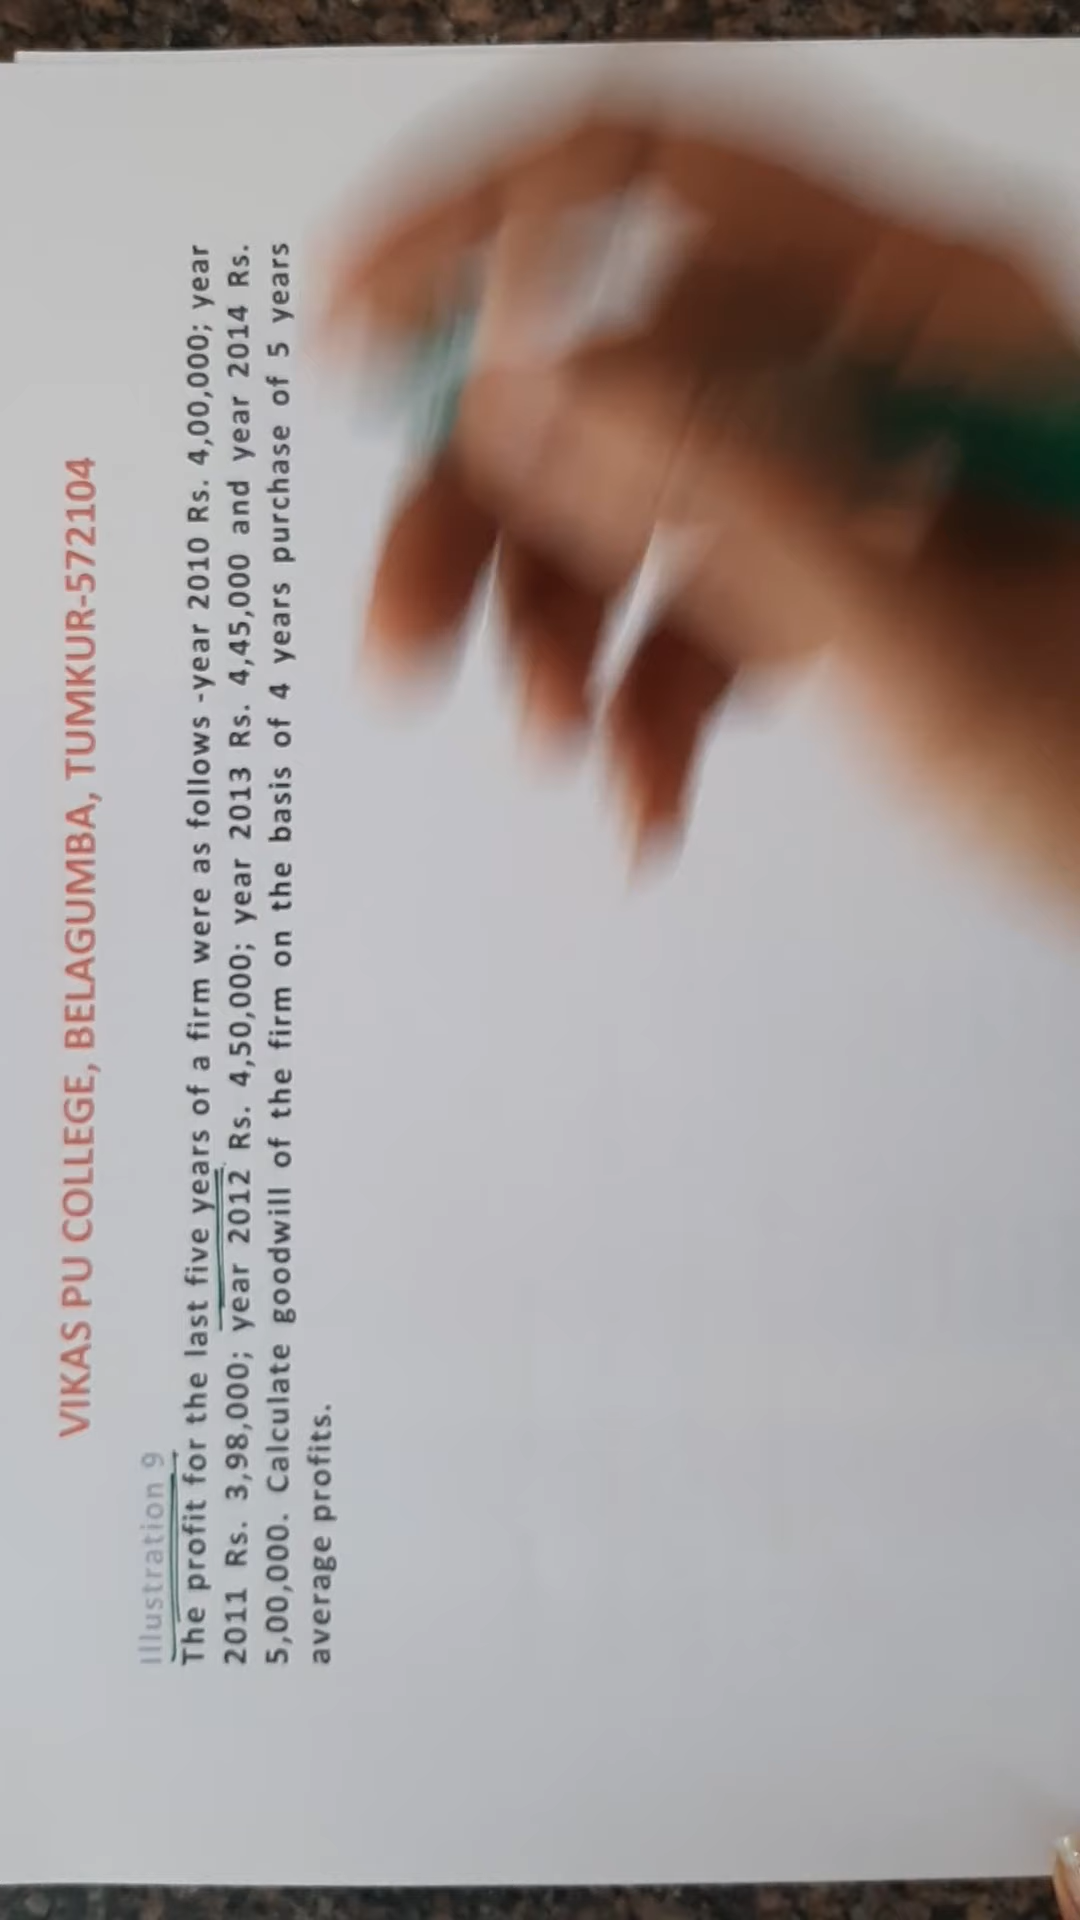 VIKAS PU COLLEGE, BELAGUMBA, TUMKUR-572104
Illustration 9
The profit for the last five years of a firm were as follows -year 2010 Rs. 4,00,000; year
2011 Rs. 3,98,000; year 2012 Rs. 4,50,000; year 2013 Rs. 4,45,000 and year 2014 Rs.
5,00,000. Calculate goodwill of the firm on the basis of 4 years purchase of 5 years
average profits.